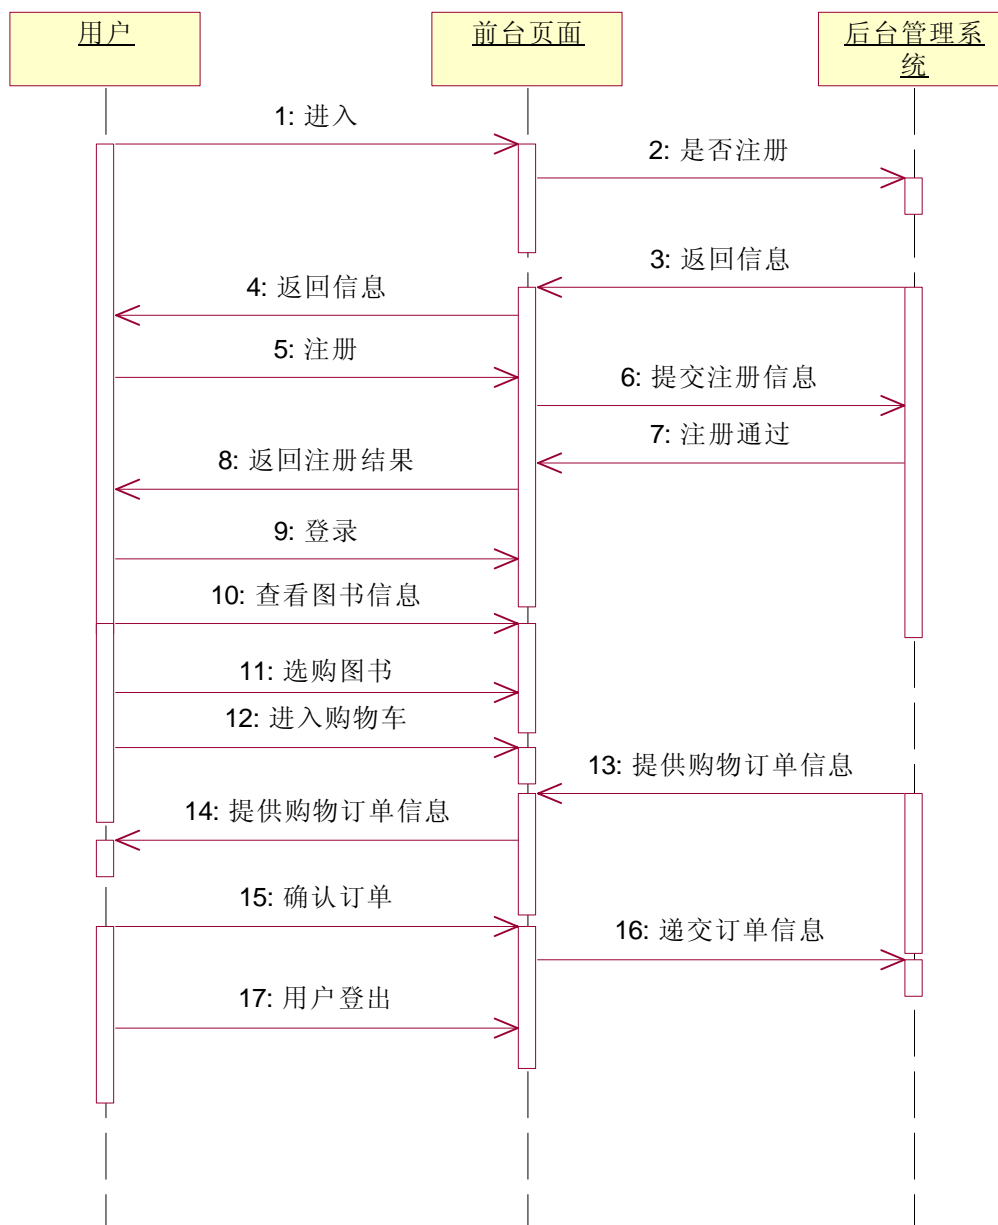 用户
前台页面
后台管理系
统
1: 进入
2: 是否注册
3: 返回信息
4: 返回信息
5: 注册
6: 提交注册信息
7: 注册通过
8: 返回注册结果
9: 登录
10: 查看图书信息
11: 选购图书
12: 进入购物车
13: 提供购物订单信息
14: 提供购物订单信息
15: 确认订单
16: 递交订单信息
17: 用户登出